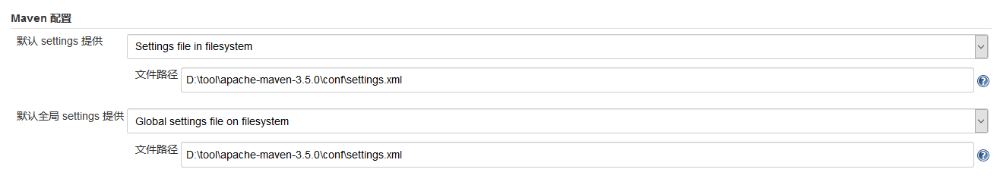 Maven 配置
默认 settings 提供
Settings file in filesystem
文件路径
D:\tool\apache-maven-3.5.0\conf\settings.xml
?
默认全局 settings 提供
Global settings file on filesystem
文件路径
D:\tool\apache-maven-3.5.0\conf\settings.xml
?